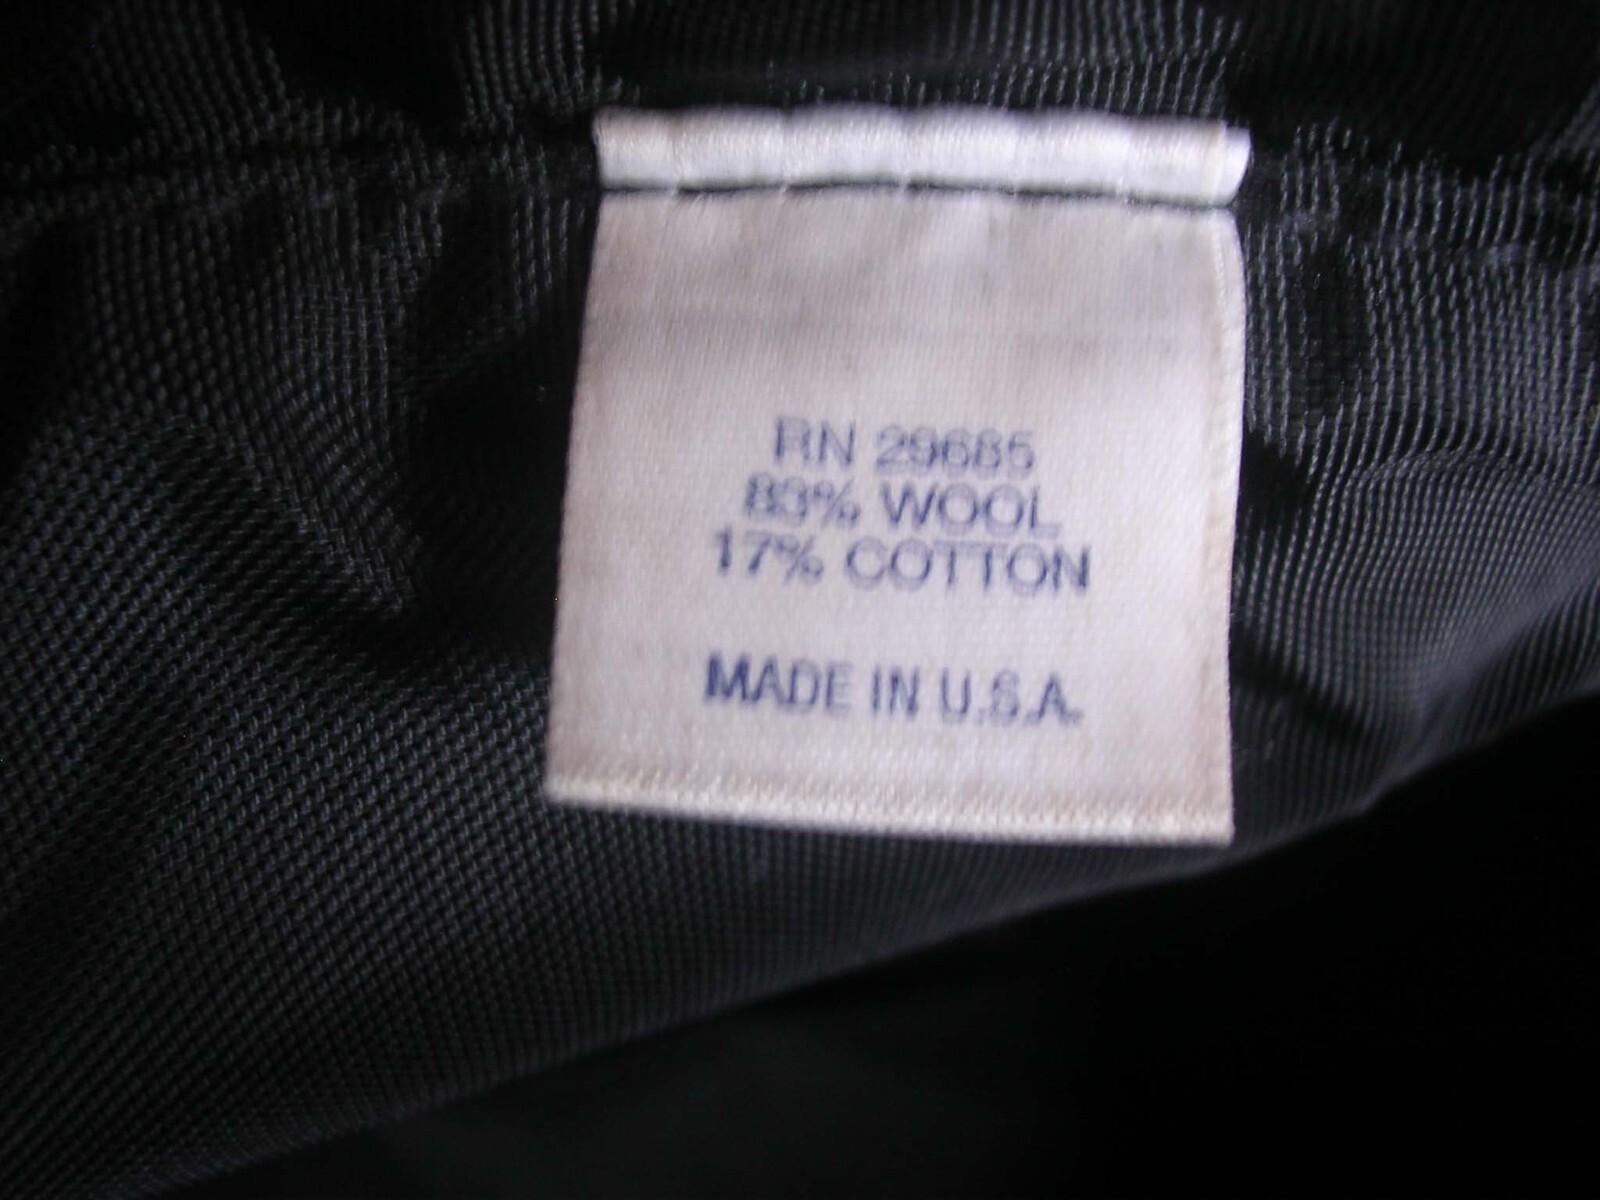 RN 29685
83% WOOL
17% COTTON
MADE IN U.S.A.